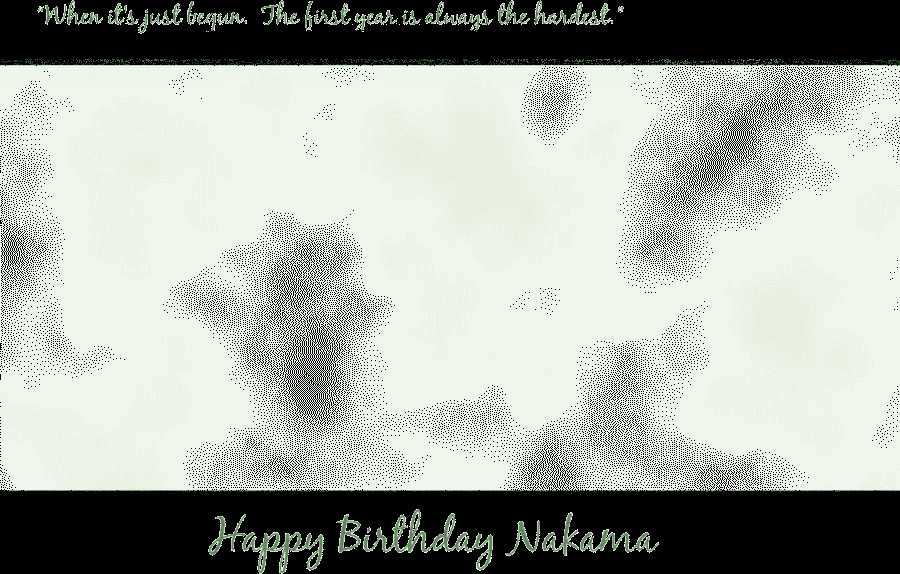 "When it's just begun. The first year is always the hardest."
Happy Birthday Nakama